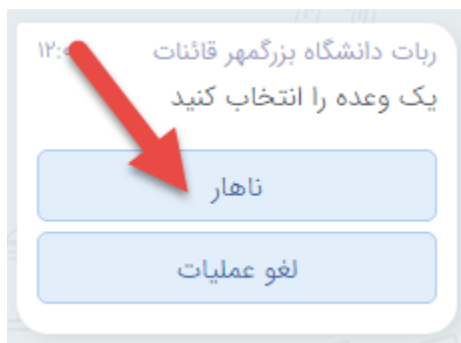 ربات دانشگاه بزرگمهر قائنات
یک وعده را انتخاب کنید
ناهار
لغو عملیات